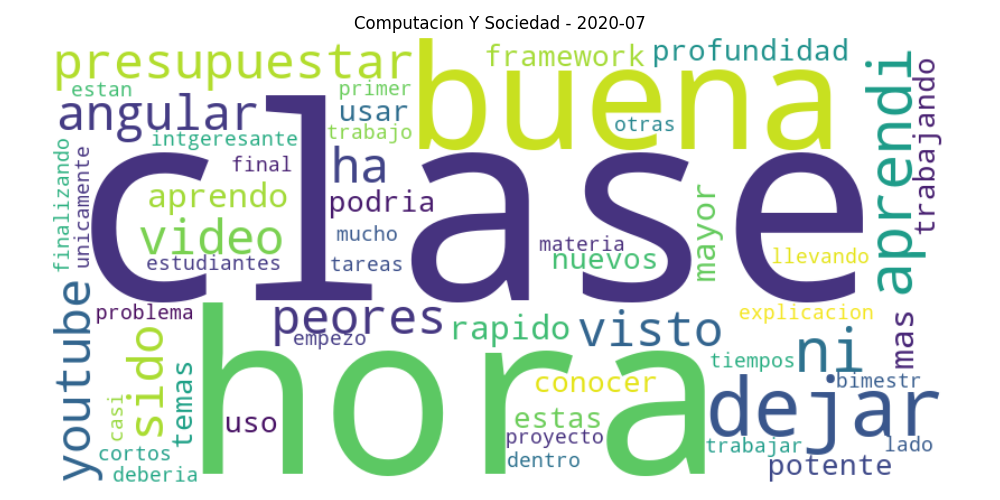 Computacion Y Sociedad - 2020-07
presupuestar
buena
framework
profundidad
estan
primer
angular
usar
otras
intgeresante
trabajo
final
ha
aprendi
trabajando
finalizando
unicamente
clase
aprendo
podria
mayor
video
mucho
materia
estudiantes
tareas
nuevos
llevando
youtube
problema
peores
empezo
rapido
visto
explicacion
mas
ni
sido
hora
tiempos
bimestr
temas
conocer
dejar
casi
uso
estas
proyecto
trabajar
lado
cortos
dentro
potente
deberia